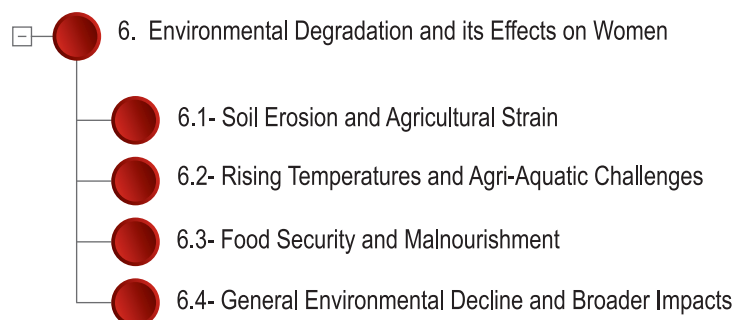 6. Environmental Degradation and its Effects on Women
6.1- Soil Erosion and Agricultural Strain
6.2- Rising Temperatures and Agri-Aquatic Challenges
6.3- Food Security and Malnourishment
6.4- General Environmental Decline and Broader Impacts